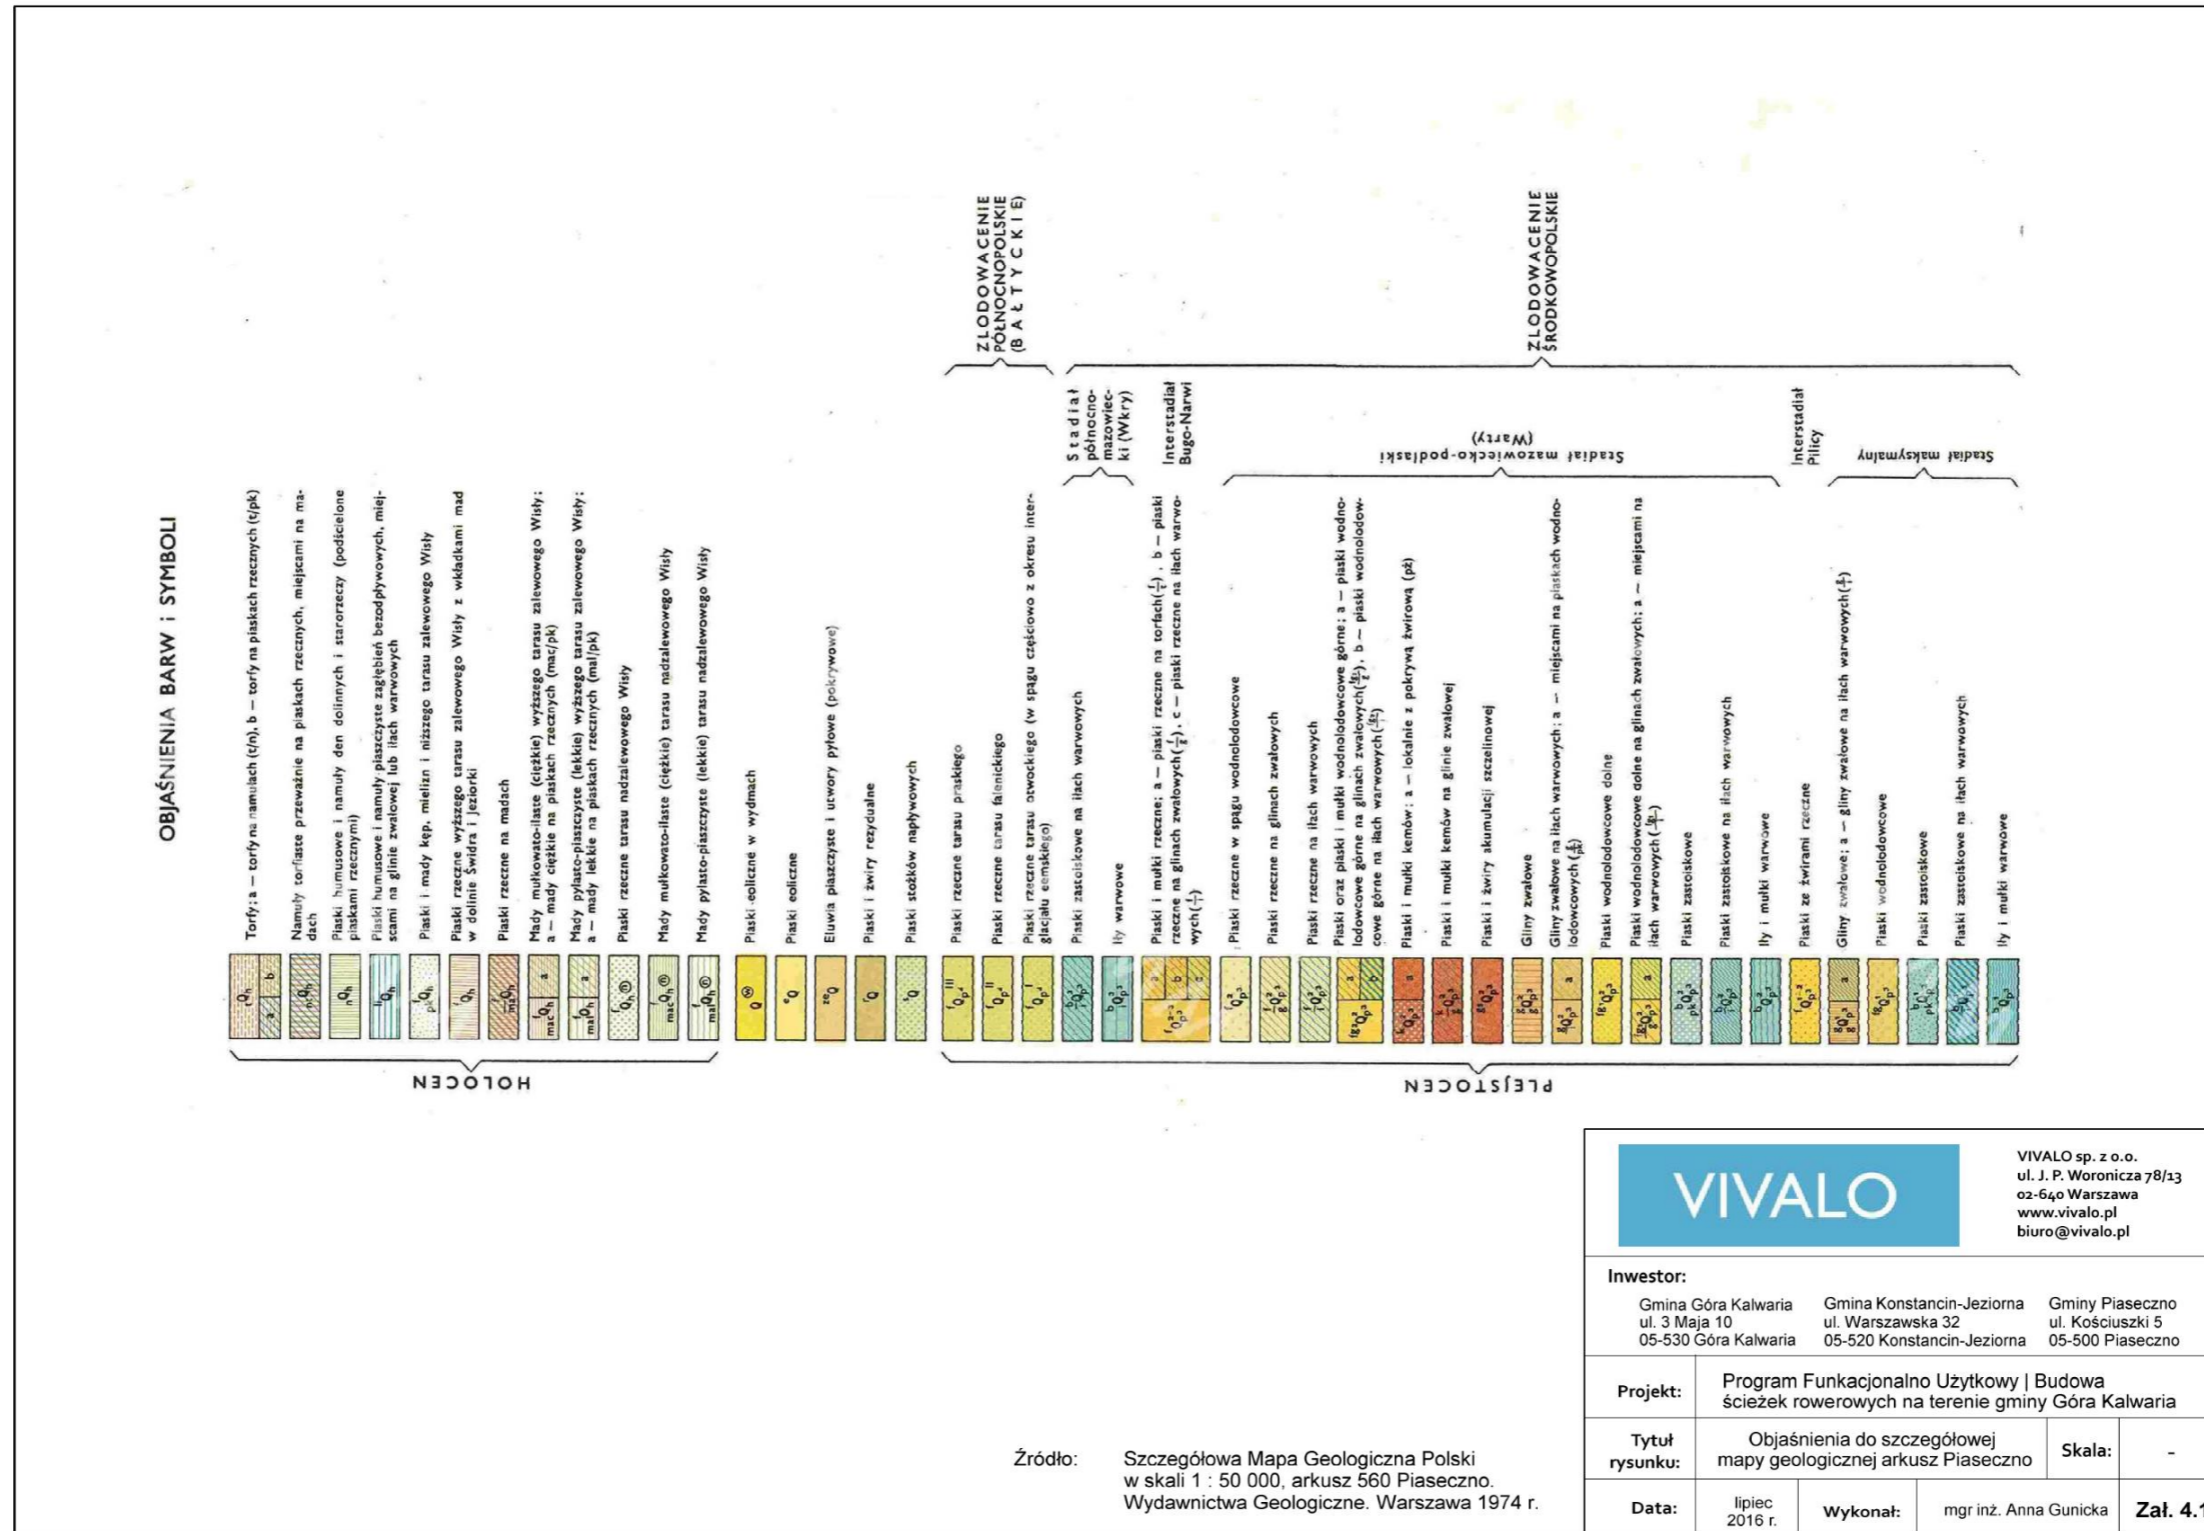 OBJAŚNIENIA BARW i SYMBOLI
HOLOCEN
Torfy; a — torfy na namułach (t/n), b — torfy na piaskach rzecznych (t/pk)
Namuły torfiaste przeważnie na piaskach rzecznych, miejscami na ma-
dach
Piaski humusowe i namuły den dolinnych i starorzeczy (podścielone
piaskami rzecznymi)
Piaski humusowe i namuły piaszczyste zagłębień bezodpływowych, miej-
scami na glinie zwałowej lub iłach warwowych
Piaski i mady kęp, mielizn i niższego tarasu zalewowego Wisły
Piaski rzeczne wyższego tarasu zalewowego Wisły z wkładkami mad
w dolinie Świdra i Jeziorki
Piaski rzeczne na madach
Mady mułkowato-ilaste (ciężkie) wyższego tarasu zalewowego Wisły;
a — mady ciężkie na piaskach rzecznych (mac/pk)
Mady pylasto-piaszczyste (lekkie) wyższego tarasu zalewowego Wisły;
a — mady lekkie na piaskach rzecznych (mal/pk)
Piaski rzeczne tarasu nadzalewowego Wisły
Mady mułkowato-ilaste (ciężkie) tarasu nadzalewowego Wisły
Mady pylasto-piaszczyste (lekkie) tarasu nadzalewowego Wisły
Piaski eoliczne w wydmach
Piaski eoliczne
Eluwia piaszczyste i utwory pyłowe (pokrywowe)
Piaski i żwiry rezydualne
Piaski stożków napływowych
PLEJSTOCEN
ZLODOWACENIE
PÓŁNOCNOPOLSKIE
(BAŁTYCKIE)
Piaski rzeczne tarasu praskiego
Piaski rzeczne tarasu falenickiego
Piaski rzeczne tarasu otwockiego (w spągu częściowo z okresu inter-
glacjału eemskiego)
ZLODOWACENIE
ŚRODKOWOPOLSKIE
Stadiał
północno-
mazowiec-
ki (Wkry)
Piaski zastoiskowe na iłach warwowych
Iły warwowe
Interstadiał
Bugo-Narwi
Piaski i mułki rzeczne; a — piaski rzeczne na torfach (f/t), b — piaski
rzeczne na glinach zwałowych (f/g), c — piaski rzeczne na iłach warwo-
wych (f/i)
Stadiał mazowiecko-podlaski
(Warty)
Piaski rzeczne w spągu wodnolodowcowe
Piaski rzeczne na glinach zwałowych
Piaski rzeczne na iłach warwowych
Piaski oraz piaski i mułki wodnolodowcowe górne; a — piaski wodno-
lodowcowe górne na glinach zwałowych, b — piaski wodnolodow-
cowe górne na iłach warwowych
Piaski i mułki kemów; a — lokalnie z pokrywą żwirową (pż)
Piaski i mułki kemów na glinie zwałowej
Piaski i żwiry akumulacji szczelinowej
Gliny zwałowe
Gliny zwałowe na iłach warwowych; a — miejscami na piaskach wodno-
lodowcowych
Piaski wodnolodowcowe dolne
Piaski wodnolodowcowe dolne na glinach zwałowych; a — miejscami na
iłach warwowych
Piaski zastoiskowe
Piaski zastoiskowe na iłach warwowych
Iły i mułki warwowe
Interstadiał
Pilicy
Piaski ze żwirami rzeczne
Stadiał maksymalny
Gliny zwałowe; a — gliny zwałowe na iłach warwowych (g/i)
Piaski wodnolodowcowe
Piaski zastoiskowe
Piaski zastoiskowe na iłach warwowych
Iły i mułki warwowe
Źródło: Szczegółowa Mapa Geologiczna Polski
w skali 1 : 50 000, arkusz 560 Piaseczno.
Wydawnictwa Geologiczne. Warszawa 1974 r.
VIVALO
VIVALO sp. z o.o.
ul. J. P. Woronicza 78/13
02-640 Warszawa
www.vivalo.pl
biuro@vivalo.pl
Inwestor:
Gmina Góra Kalwaria
ul. 3 Maja 10
05-530 Góra Kalwaria
Gmina Konstancin-Jeziorna
ul. Warszawska 32
05-520 Konstancin-Jeziorna
Gminy Piaseczno
ul. Kościuszki 5
05-500 Piaseczno
Projekt: Program Funkacjonalno Użytkowy | Budowa
ścieżek rowerowych na terenie gminy Góra Kalwaria
Tytuł
rysunku:
Objaśnienia do szczegółowej
mapy geologicznej arkusz Piaseczno
Skala: -
Data: lipiec
2016 r.
Wykonał: mgr inż. Anna Gunicka
Zał. 4.1